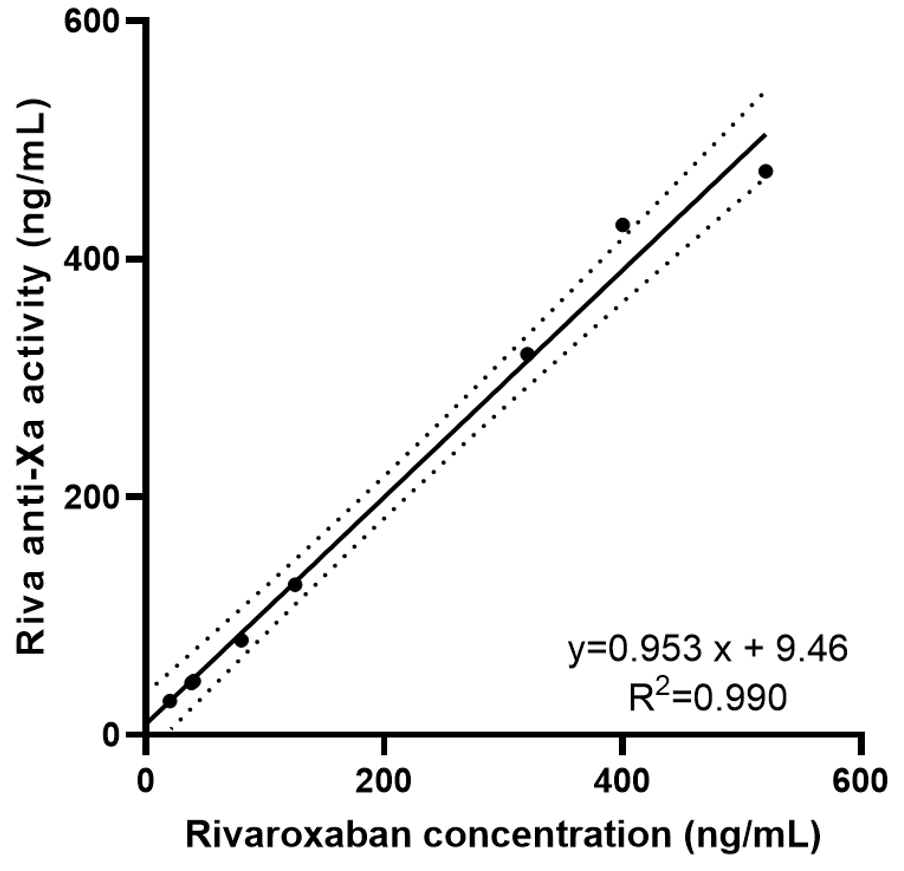 600
400
200
0
Riva anti-Xa activity (ng/mL)
y=0.953 x + 9.46
R²=0.990
0 200 400 600
Rivaroxaban concentration (ng/mL)